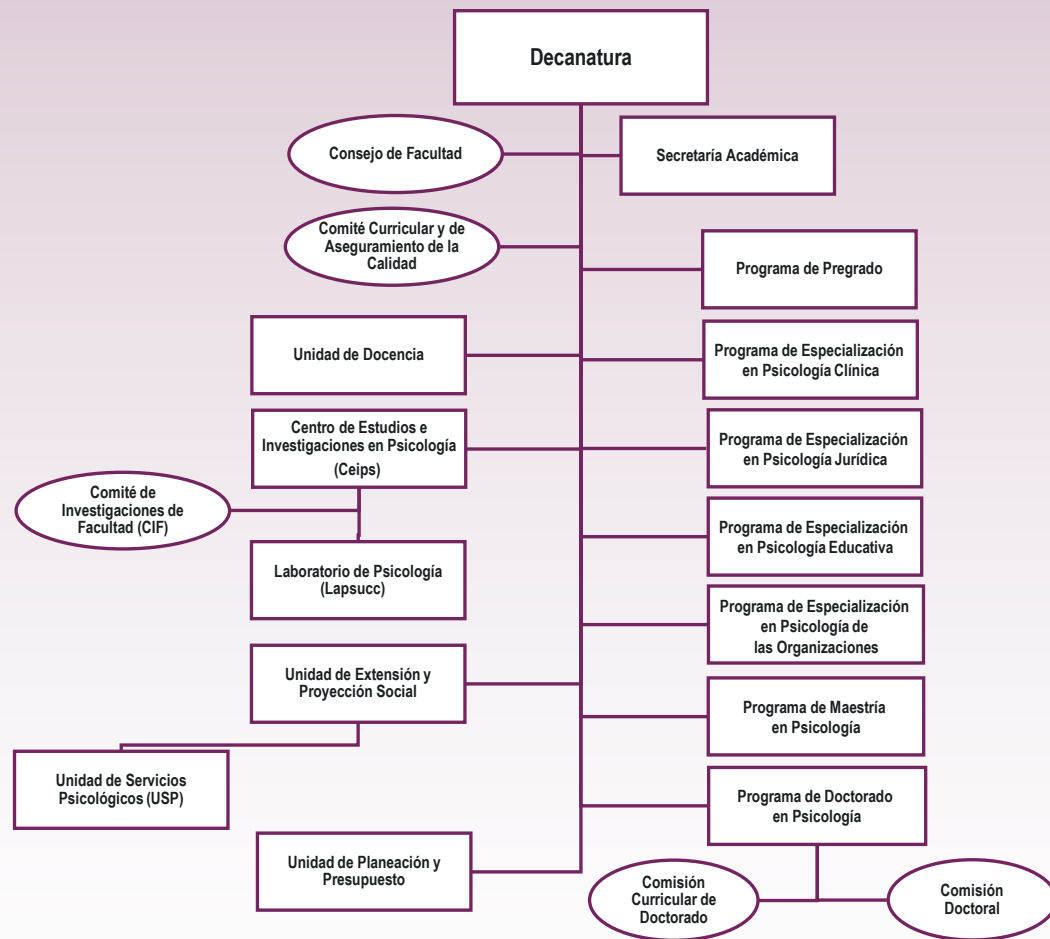 Decanatura
Consejo de Facultad
Secretaría Académica
Comité Curricular y de
Aseguramiento de la
Calidad
Programa de Pregrado
Unidad de Docencia
Programa de Especialización
en Psicología Clínica
Centro de Estudios e
Investigaciones en Psicología
(Ceips)
Programa de Especialización
en Psicología Jurídica
Comité de
Investigaciones de
Facultad (CIF)
Programa de Especialización
en Psicología Educativa
Laboratorio de Psicología
(Lapsucc)
Programa de Especialización
en Psicología de
las Organizaciones
Unidad de Extensión y
Proyección Social
Programa de Maestría
en Psicología
Unidad de Servicios
Psicológicos (USP)
Programa de Doctorado
en Psicología
Unidad de Planeación y
Presupuesto
Comisión
Curricular de
Doctorado
Comisión
Doctoral